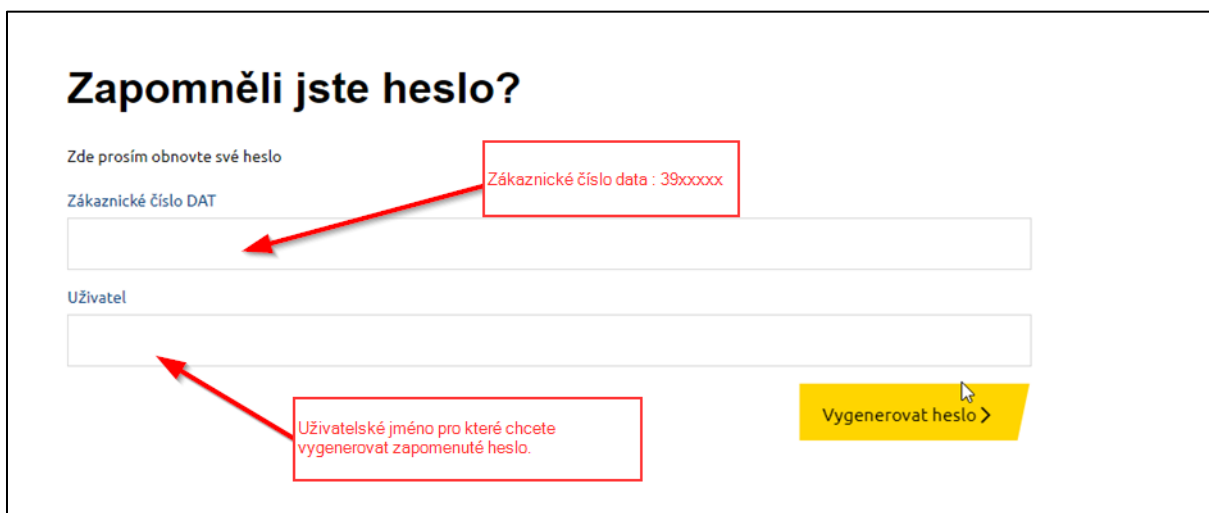 Zapomněli jste heslo?
Zde prosím obnovte své heslo
Zákaznické číslo data : 39xxxxx
Zákaznické číslo DAT
Uživatel
Uživatelské jméno pro které chcete
vygenerovat zapomenuté heslo.
Vygenerovat heslo